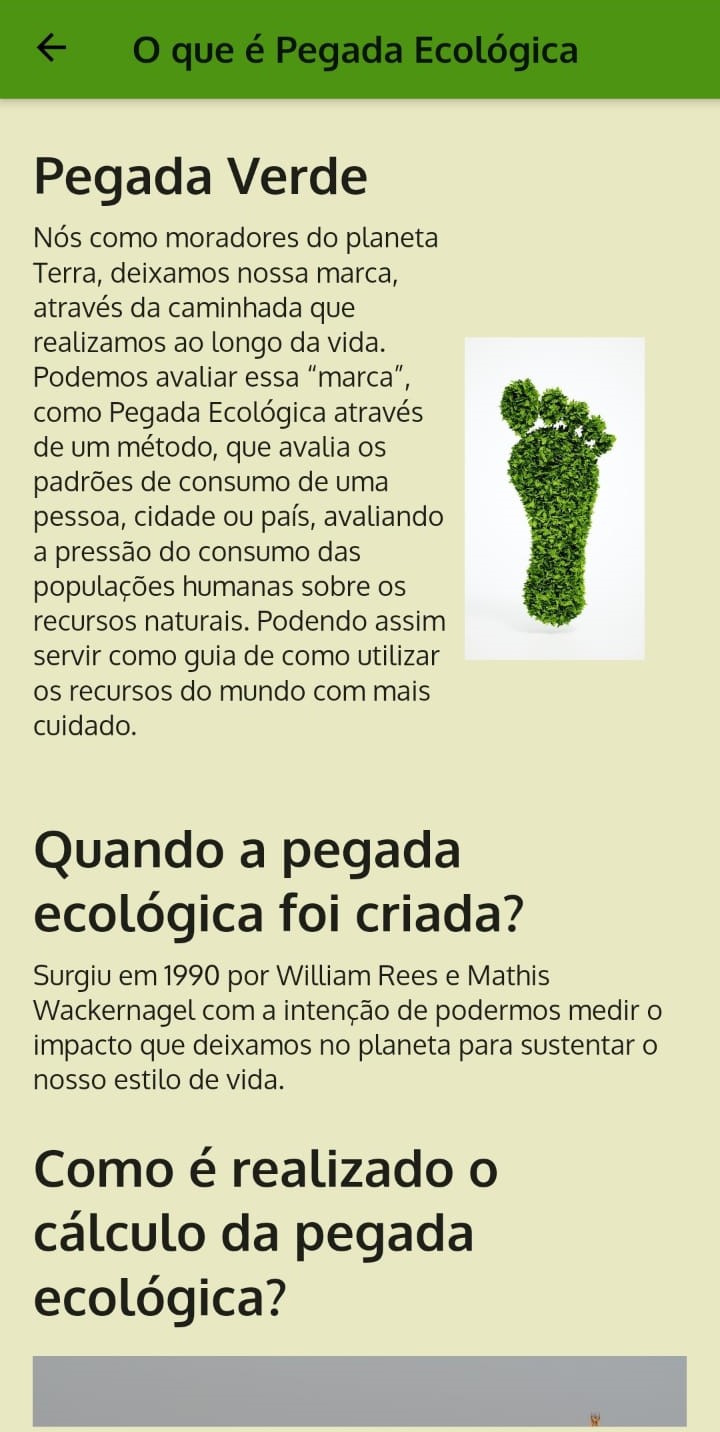 O que é Pegada Ecológica
Pegada Verde
Nós como moradores do planeta
Terra, deixamos nossa marca,
através da caminhada que
realizamos ao longo da vida.
Podemos avaliar essa “marca”,
como Pegada Ecológica através
de um método, que avalia os
padrões de consumo de uma
pessoa, cidade ou país, avaliando
a pressão do consumo das
populações humanas sobre os
recursos naturais. Podendo assim
servir como guia de como utilizar
os recursos do mundo com mais
cuidado.
Quando a pegada
ecológica foi criada?
Surgiu em 1990 por William Rees e Mathis
Wackernagel com a intenção de podermos medir o
impacto que deixamos no planeta para sustentar o
nosso estilo de vida.
Como é realizado o
cálculo da pegada
ecológica?